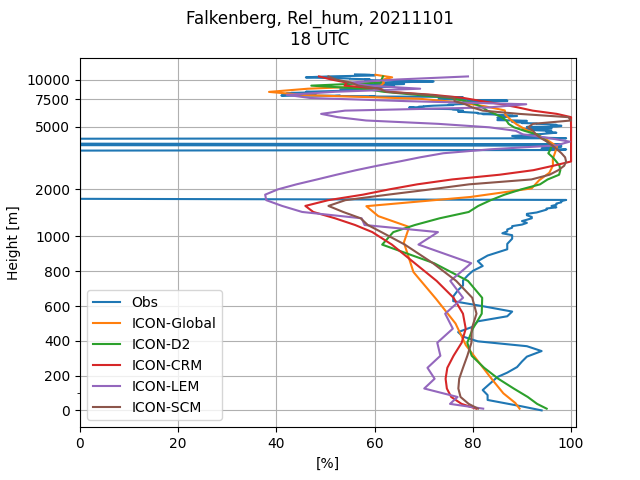 Falkenberg, Rel_hum, 20211101
18 UTC
10000
7500
5000
2000
1000
800
600
400
200
0
Height [m]
Obs
ICON-Global
ICON-D2
ICON-CRM
ICON-LEM
ICON-SCM
0 20 40 60 80 100
[%]